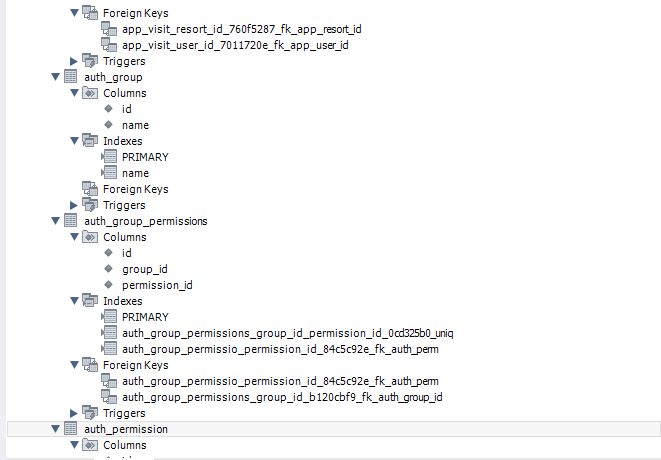 Foreign Keys
app_visit_resort_id_760f5287_fk_app_resort_id
app_visit_user_id_7011720e_fk_app_user_id
Triggers
auth_group
Columns
id
name
Indexes
PRIMARY
name
Foreign Keys
Triggers
auth_group_permissions
Columns
id
group_id
permission_id
Indexes
PRIMARY
auth_group_permissions_group_id_permission_id_0cd325b0_uniq
auth_group_permissio_permission_id_84c5c92e_fk_auth_perm
Foreign Keys
auth_group_permissio_permission_id_84c5c92e_fk_auth_perm
auth_group_permissions_group_id_b120cbf9_fk_auth_group_id
Triggers
auth_permission
Columns